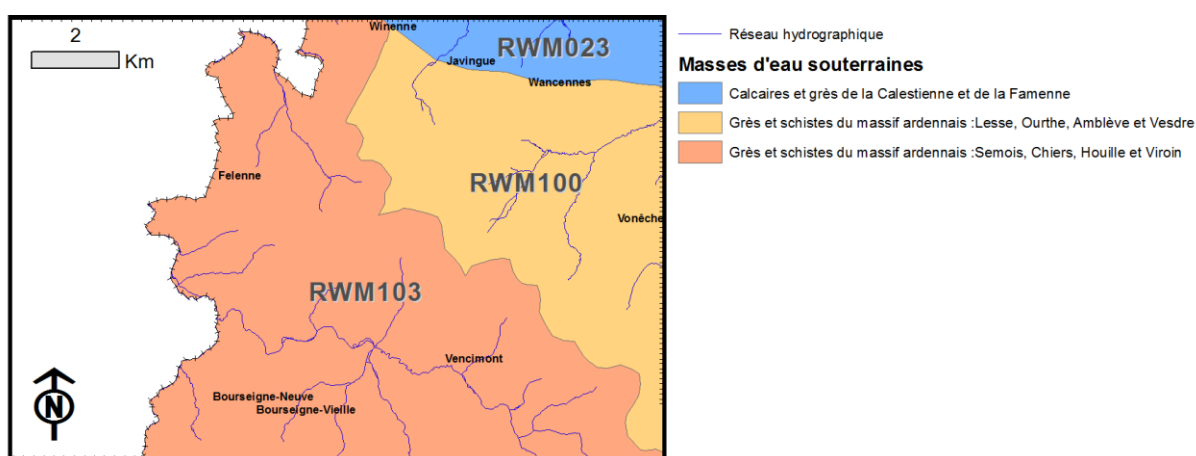 2
Km
Winenne
RWM023
Javingue
Wancennes
RWM100
Felenne
Vonêche
RWM103
Vencimont
Bourseigne-Neuve
Bourseigne-Vieille
N
Réseau hydrographique
Masses d'eau souterraines
Calcaires et grès de la Calestienne et de la Famenne
Grès et schistes du massif ardennais :Lesse, Ourthe, Amblève et Vesdre
Grès et schistes du massif ardennais :Semois, Chiers, Houille et Viroin